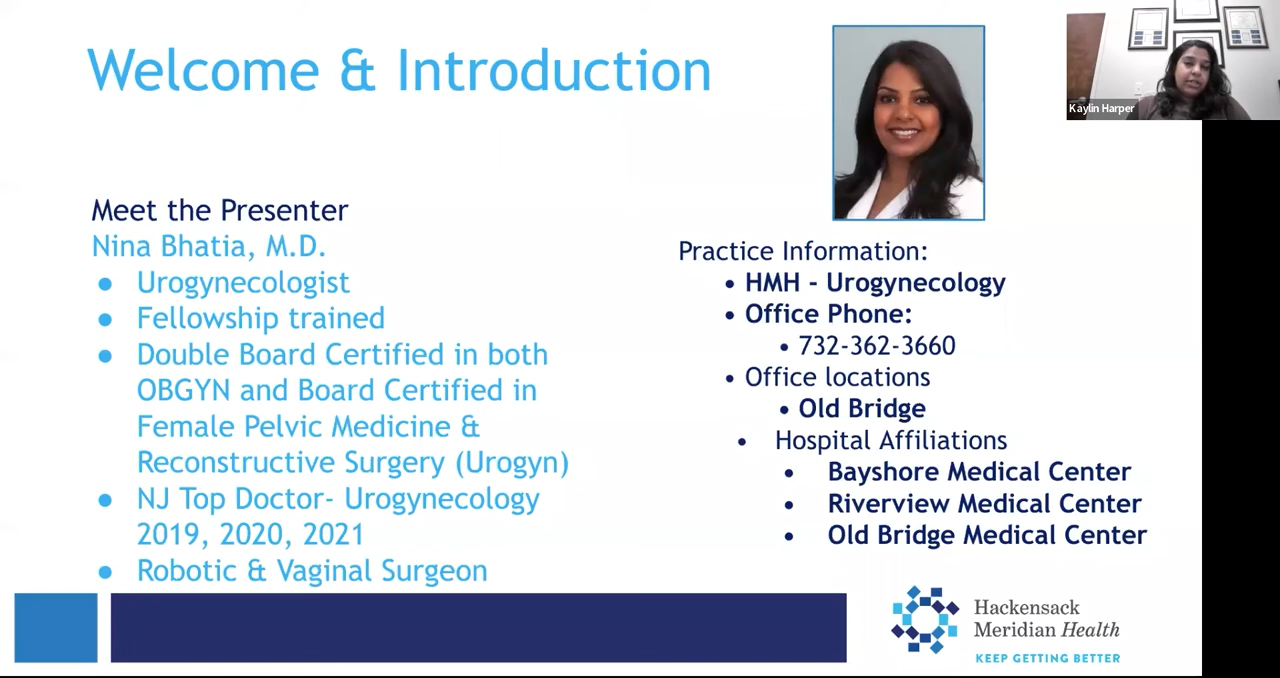 Welcome & Introduction
Kaylin Harper
Meet the Presenter
Nina Bhatia, M.D.
● Urogynecologist
● Fellowship trained
● Double Board Certified in both
OBGYN and Board Certified in
Female Pelvic Medicine &
Reconstructive Surgery (Urogyn)
● NJ Top Doctor- Urogynecology
2019, 2020, 2021
● Robotic & Vaginal Surgeon
Practice Information:
• HMH - Urogynecology
• Office Phone:
• 732-362-3660
• Office locations
• Old Bridge
• Hospital Affiliations
• Bayshore Medical Center
• Riverview Medical Center
• Old Bridge Medical Center
Hackensack
Meridian Health
KEEP GETTING BETTER